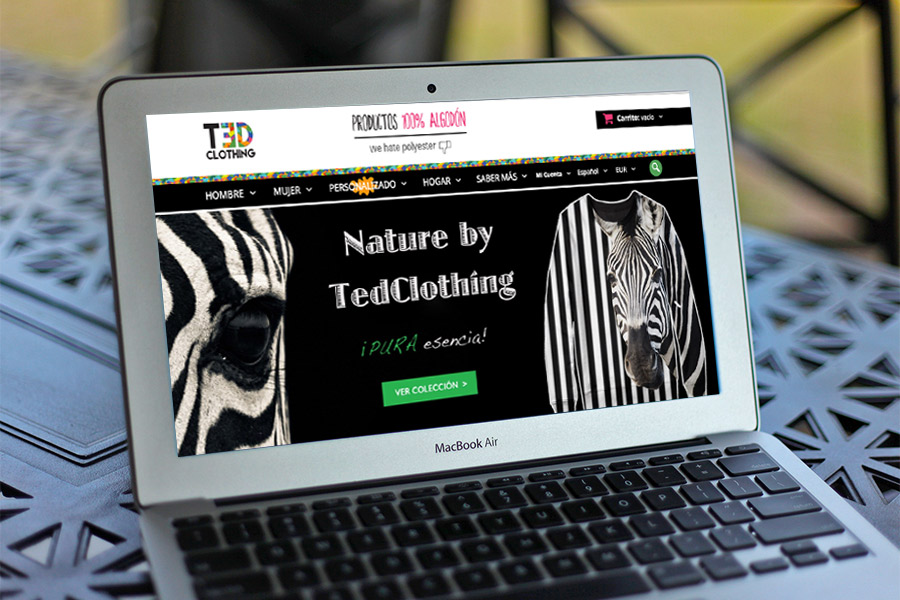 TED
CLOTHING
PRODUCTOS 100% ALGODÓN
We hate polyester
Carrito: vacío
HOMBRE MUJER PERSONALIZADO HOGAR SABER MÁS Mi Cuenta Español EUR
Nature by
TedClothing
¡PURA esencia!
VER COLECCIÓN >
MacBook Air